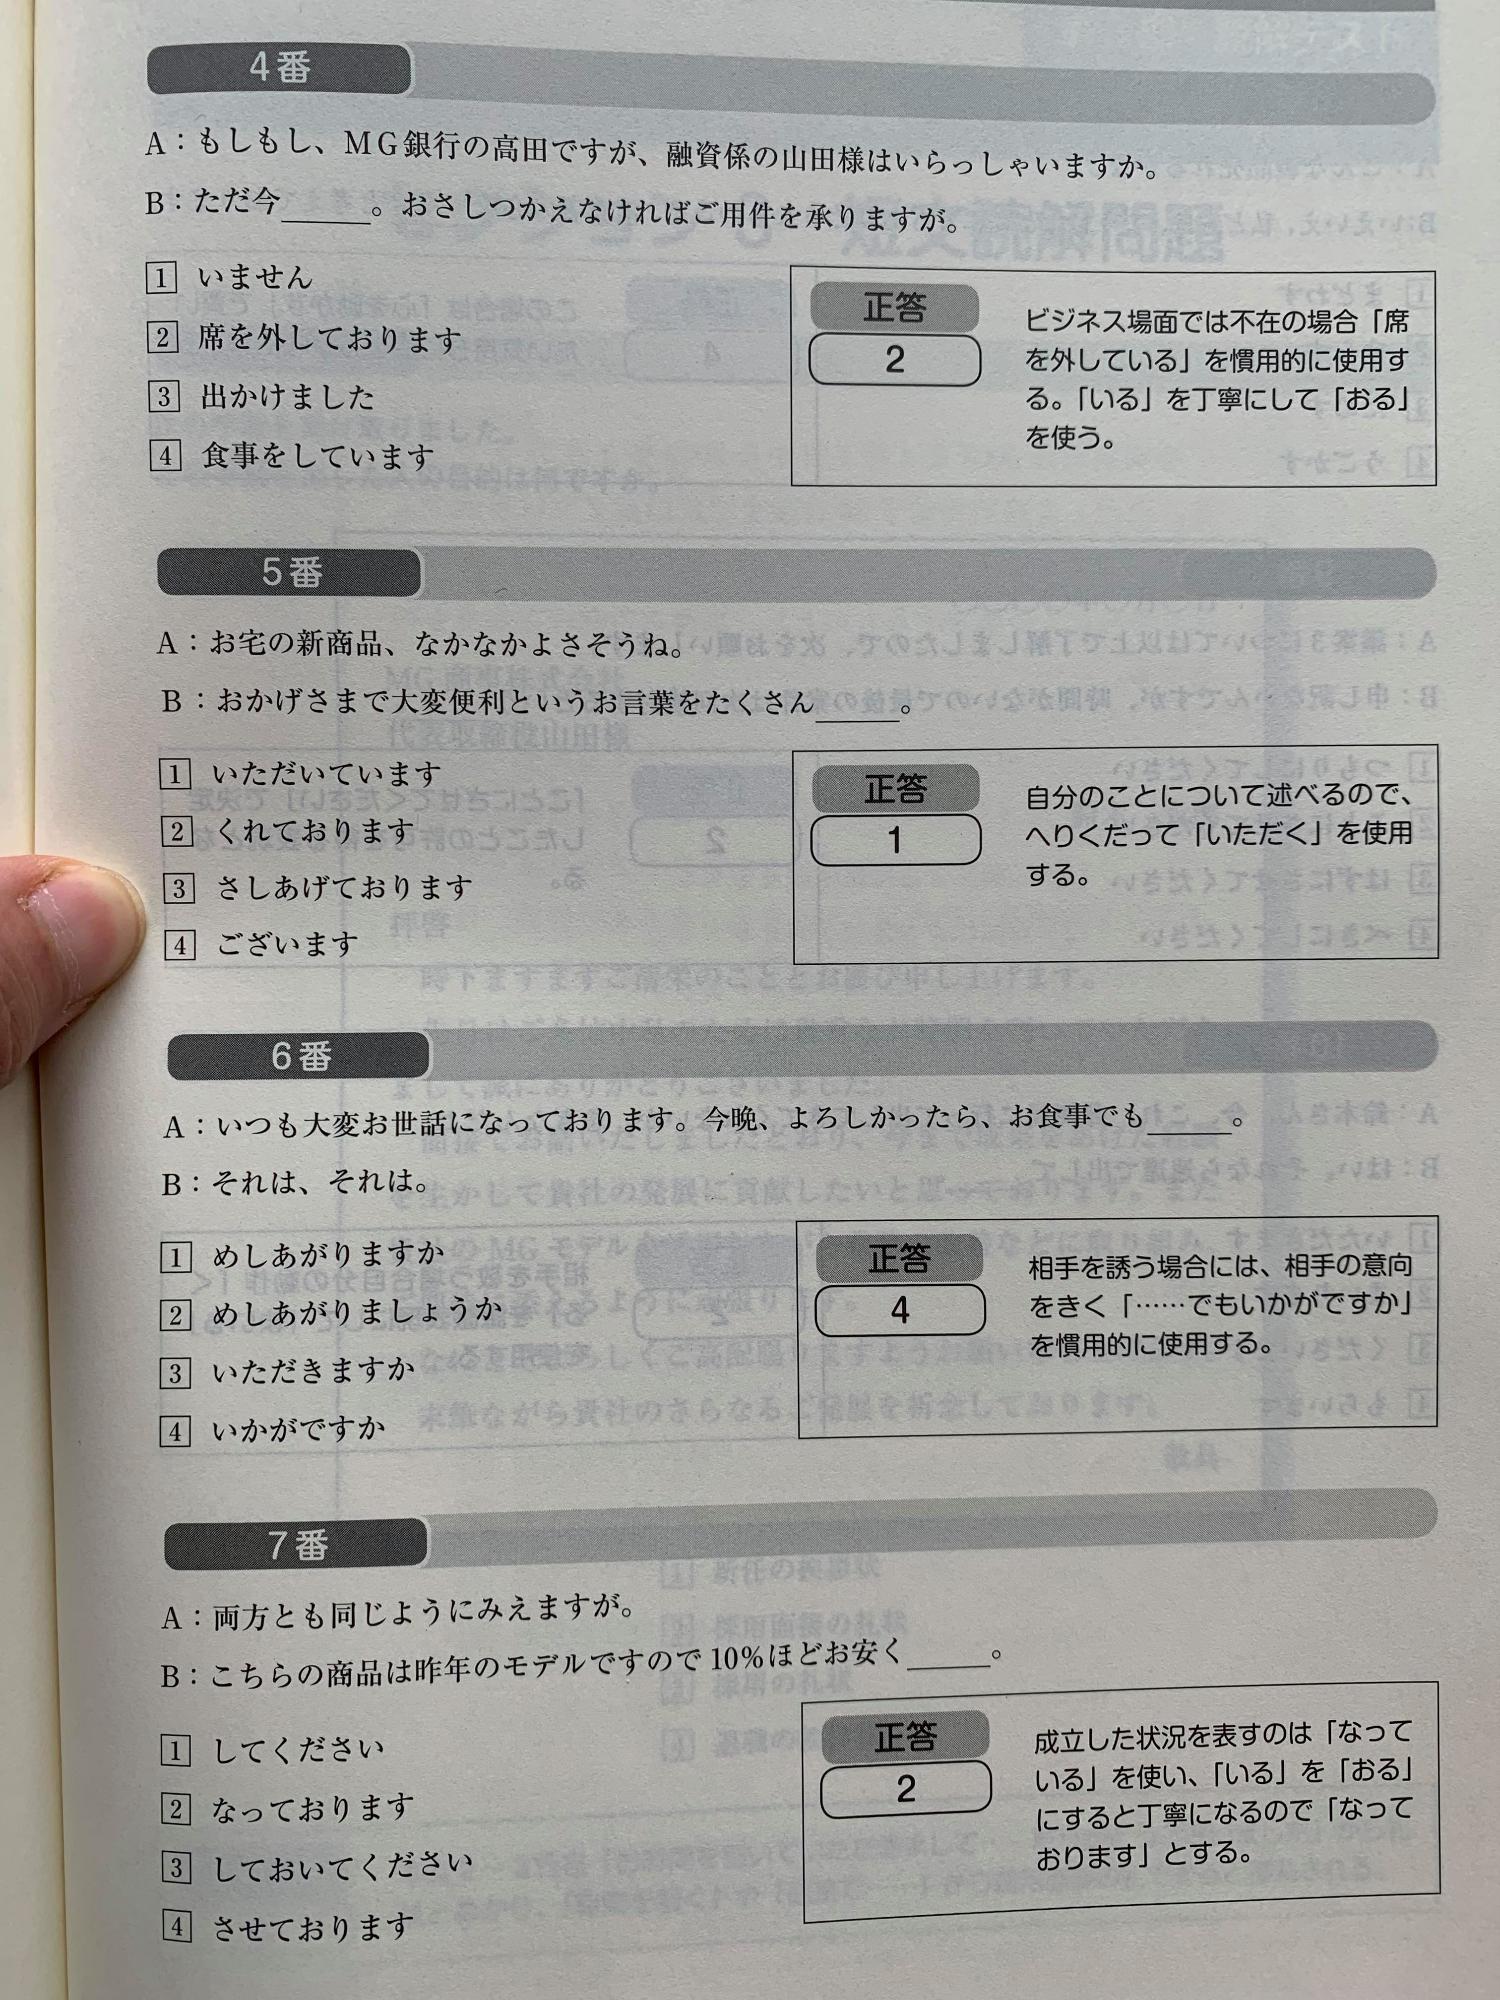 4番
A：もしもし、MG銀行の高田ですが、融資係の山田様はいらっしゃいますか。
B：ただ今＿＿＿。おさしつかえなければご用件を承りますが。
1 いません
2 席を外しております
3 出かけました
4 食事をしています
正答
2
ビジネス場面では不在の場合「席
を外している」を慣用的に使用す
る。「いる」を丁寧にして「おる」
を使う。
5番
A：お宅の新商品、なかなかよさそうね。
B：おかげさまで大変便利というお言葉をたくさん＿＿＿。
1 いただいています
2 くれております
3 さしあげております
4 ございます
正答
1
自分のことについて述べるので、
へりくだって「いただく」を使用
する。
6番
A：いつも大変お世話になっております。今晩、よろしかったら、お食事でも＿＿＿。
B：それは、それは。
1 めしあがりますか
2 めしあがりましょうか
3 いただきますか
4 いかがですか
正答
4
相手を誘う場合には、相手の意向
をきく「……でもいかがですか」
を慣用的に使用する。
7番
A：両方とも同じようにみえますが。
B：こちらの商品は昨年のモデルですので10%ほどお安く＿＿＿。
1 してください
2 なっております
3 しておいてください
4 させております
正答
2
成立した状況を表すのは「なって
いる」を使い、「いる」を「おる」
にすると丁寧になるので「なって
おります」とする。